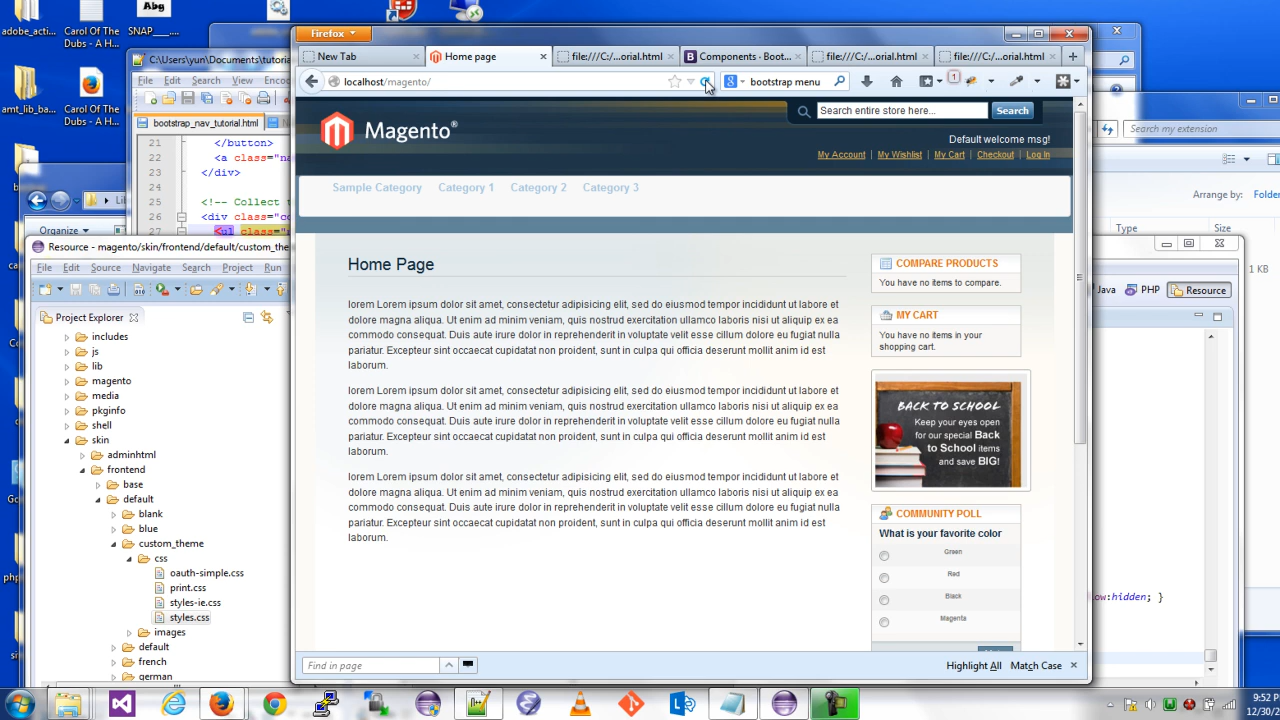 adobe_acti...
Carol Of The
Dubs - A H...
SNAP___....
Abg
Carol Of The
Dubs - A H...
amt_lib_ba...
C:\Users\yun\Documents\tutoria
File Edit Search View
bootstrap_nav_tutorial.html
21 </button>
22 <a class="na
23 </div>
24
25 <!-- Collect t
26 <div class="co
27 <ul class="
Organize
Firefox
New Tab
Home page
file:///C:/...orial.html
Components · Boot...
file:///C:/...orial.html
file:///C:/...orial.html
localhost/magento/
bootstrap menu
1
Magento®
Search entire store here...
Search
Default welcome msg!
My Account My Wishlist My Cart Checkout Log In
Sample Category Category 1 Category 2 Category 3
Home Page
lorem Lorem ipsum dolor sit amet, consectetur adipisicing elit, sed do eiusmod tempor incididunt ut labore et
dolore magna aliqua. Ut enim ad minim veniam, quis nostrud exercitation ullamco laboris nisi ut aliquip ex ea
commodo consequat. Duis aute irure dolor in reprehenderit in voluptate velit esse cillum dolore eu fugiat nulla
pariatur. Excepteur sint occaecat cupidatat non proident, sunt in culpa qui officia deserunt mollit anim id est
laborum.
lorem Lorem ipsum dolor sit amet, consectetur adipisicing elit, sed do eiusmod tempor incididunt ut labore et
dolore magna aliqua. Ut enim ad minim veniam, quis nostrud exercitation ullamco laboris nisi ut aliquip ex ea
commodo consequat. Duis aute irure dolor in reprehenderit in voluptate velit esse cillum dolore eu fugiat nulla
pariatur. Excepteur sint occaecat cupidatat non proident, sunt in culpa qui officia deserunt mollit anim id est
laborum.
lorem Lorem ipsum dolor sit amet, consectetur adipisicing elit, sed do eiusmod tempor incididunt ut labore et
dolore magna aliqua. Ut enim ad minim veniam, quis nostrud exercitation ullamco laboris nisi ut aliquip ex ea
commodo consequat. Duis aute irure dolor in reprehenderit in voluptate velit esse cillum dolore eu fugiat nulla
pariatur. Excepteur sint occaecat cupidatat non proident, sunt in culpa qui officia deserunt mollit anim id est
laborum.
COMPARE PRODUCTS
You have no items to compare.
MY CART
You have no items in your
shopping cart.
BACK TO SCHOOL
Keep your eyes open
for our special Back
to School items
and save BIG!
COMMUNITY POLL
What is your favorite color
Green
Red
Black
Magenta
Find in page
Highlight All Match Case
Resource - magento/skin/frontend/default/custom_the
File Edit Source Navigate Search Project Run
Project Explorer
includes
js
lib
magento
media
pkginfo
shell
skin
adminhtml
frontend
base
default
blank
blue
custom_theme
css
oauth-simple.css
print.css
styles-ie.css
styles.css
images
default
french
german
Search my extension
Arrange by: Folder
Type Size
1 KB
Java PHP Resource
low:hidden; }
9:52 P
12/30/2